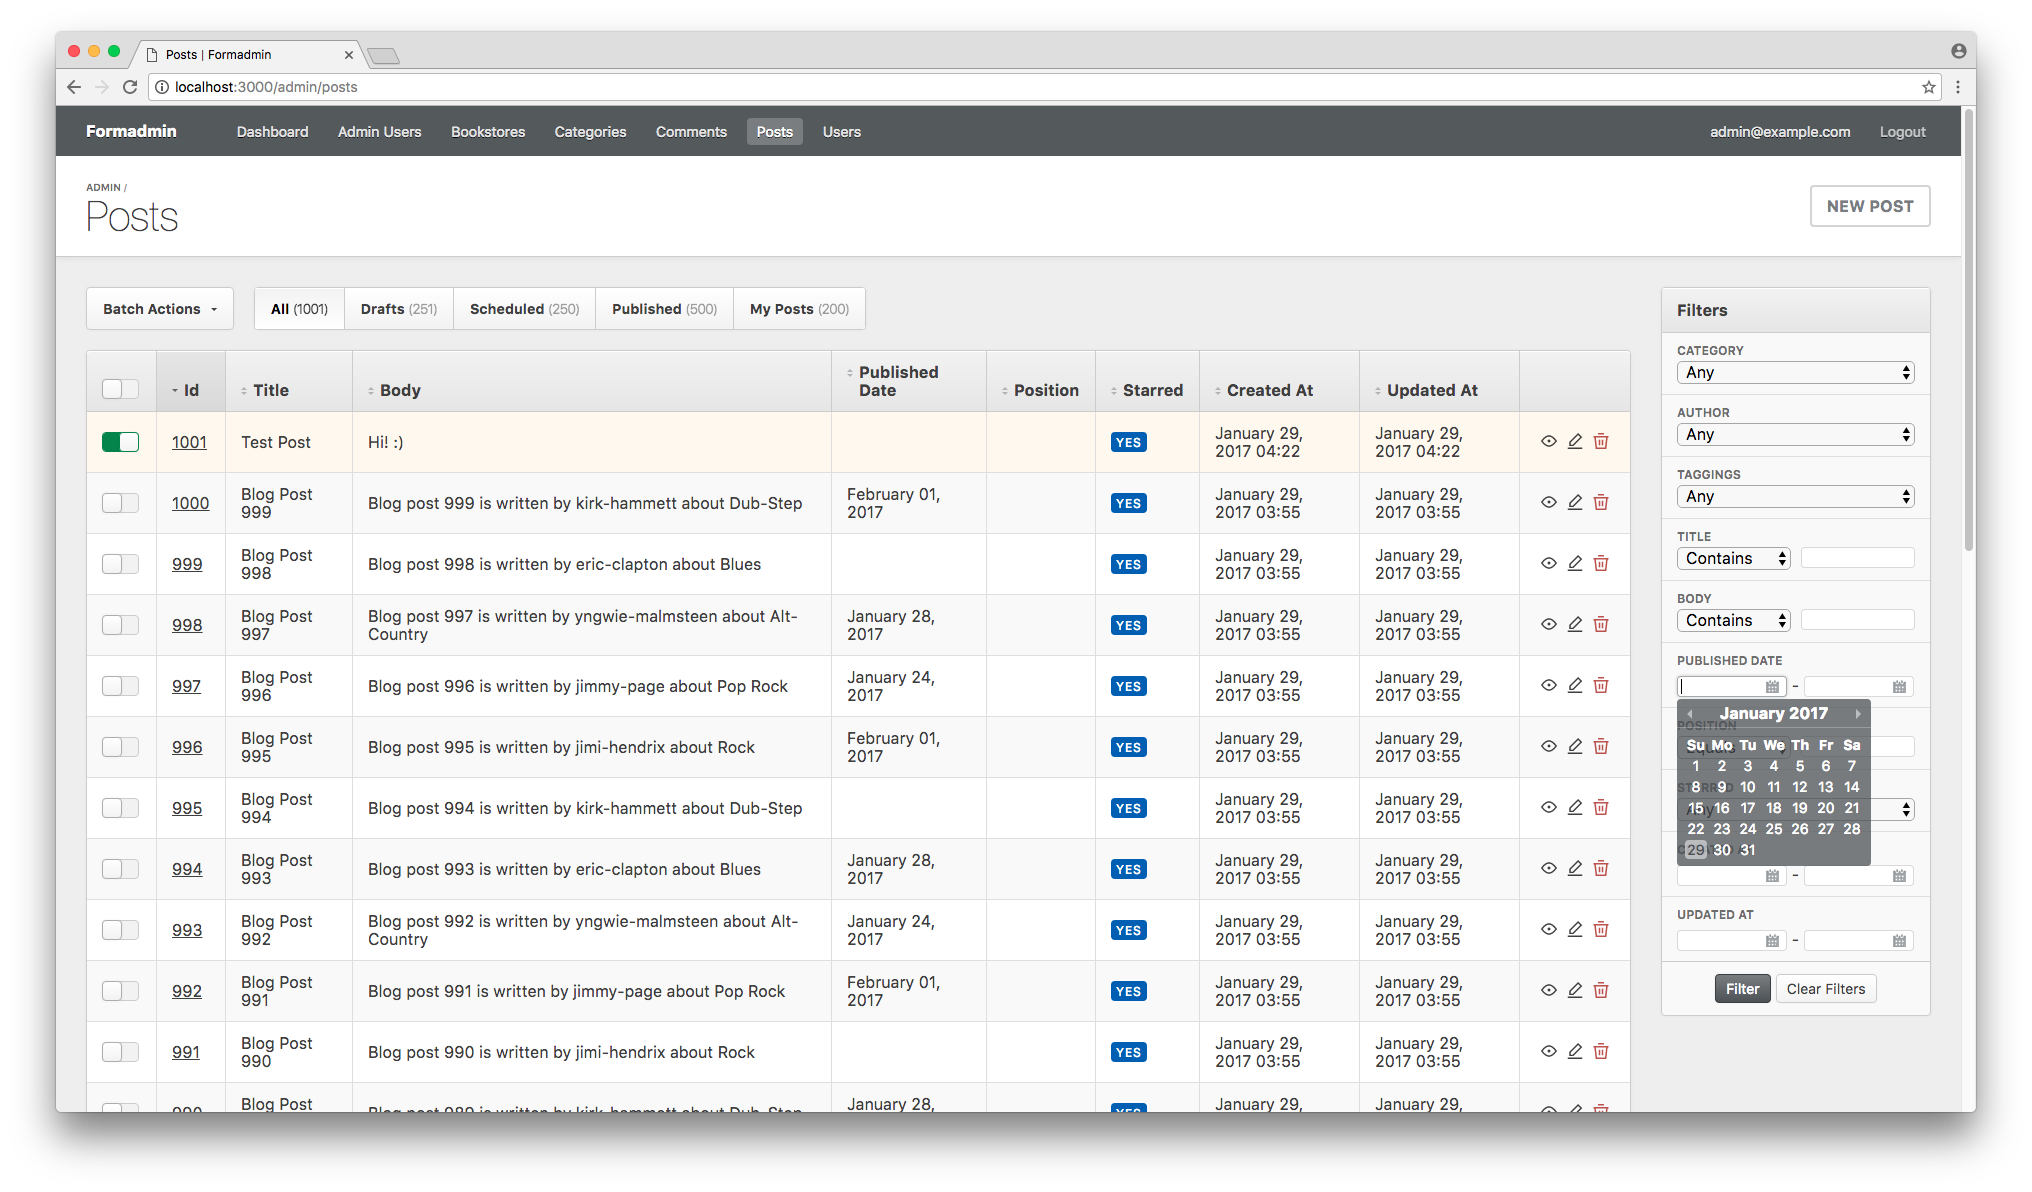 Posts | Formadmin
localhost:3000/admin/posts
Formadmin Dashboard Admin Users Bookstores Categories Comments Posts Users admin@example.com Logout
ADMIN /
Posts
NEW POST
Batch Actions All (1001) Drafts (251) Scheduled (250) Published (500) My Posts (200)
Id Title Body Published Date Position Starred Created At Updated At
1001 Test Post Hi! :) YES January 29, 2017 04:22 January 29, 2017 04:22
1000 Blog Post 999 Blog post 999 is written by kirk-hammett about Dub-Step February 01, 2017 YES January 29, 2017 03:55 January 29, 2017 03:55
999 Blog Post 998 Blog post 998 is written by eric-clapton about Blues YES January 29, 2017 03:55 January 29, 2017 03:55
998 Blog Post 997 Blog post 997 is written by yngwie-malmsteen about Alt-Country January 28, 2017 YES January 29, 2017 03:55 January 29, 2017 03:55
997 Blog Post 996 Blog post 996 is written by jimmy-page about Pop Rock January 24, 2017 YES January 29, 2017 03:55 January 29, 2017 03:55
996 Blog Post 995 Blog post 995 is written by jimi-hendrix about Rock February 01, 2017 YES January 29, 2017 03:55 January 29, 2017 03:55
995 Blog Post 994 Blog post 994 is written by kirk-hammett about Dub-Step YES January 29, 2017 03:55 January 29, 2017 03:55
994 Blog Post 993 Blog post 993 is written by eric-clapton about Blues January 28, 2017 YES January 29, 2017 03:55 January 29, 2017 03:55
993 Blog Post 992 Blog post 992 is written by yngwie-malmsteen about Alt-Country January 24, 2017 YES January 29, 2017 03:55 January 29, 2017 03:55
992 Blog Post 991 Blog post 991 is written by jimmy-page about Pop Rock February 01, 2017 YES January 29, 2017 03:55 January 29, 2017 03:55
991 Blog Post 990 Blog post 990 is written by jimi-hendrix about Rock YES January 29, 2017 03:55 January 29, 2017 03:55
990 Blog Post Blog post 989 is written by kirk-hammett about Dub-Step January 28, YES January 29, January 29,
Filters
CATEGORY
Any
AUTHOR
Any
TAGGINGS
Any
TITLE
Contains
BODY
Contains
PUBLISHED DATE
-
January 2017
POSITION
Equals
Su Mo Tu We Th Fr Sa
1 2 3 4 5 6 7
8 9 10 11 12 13 14
STARRED
15 16 17 18 19 20 21
Any
22 23 24 25 26 27 28
29 30 31
-
UPDATED AT
-
Filter Clear Filters